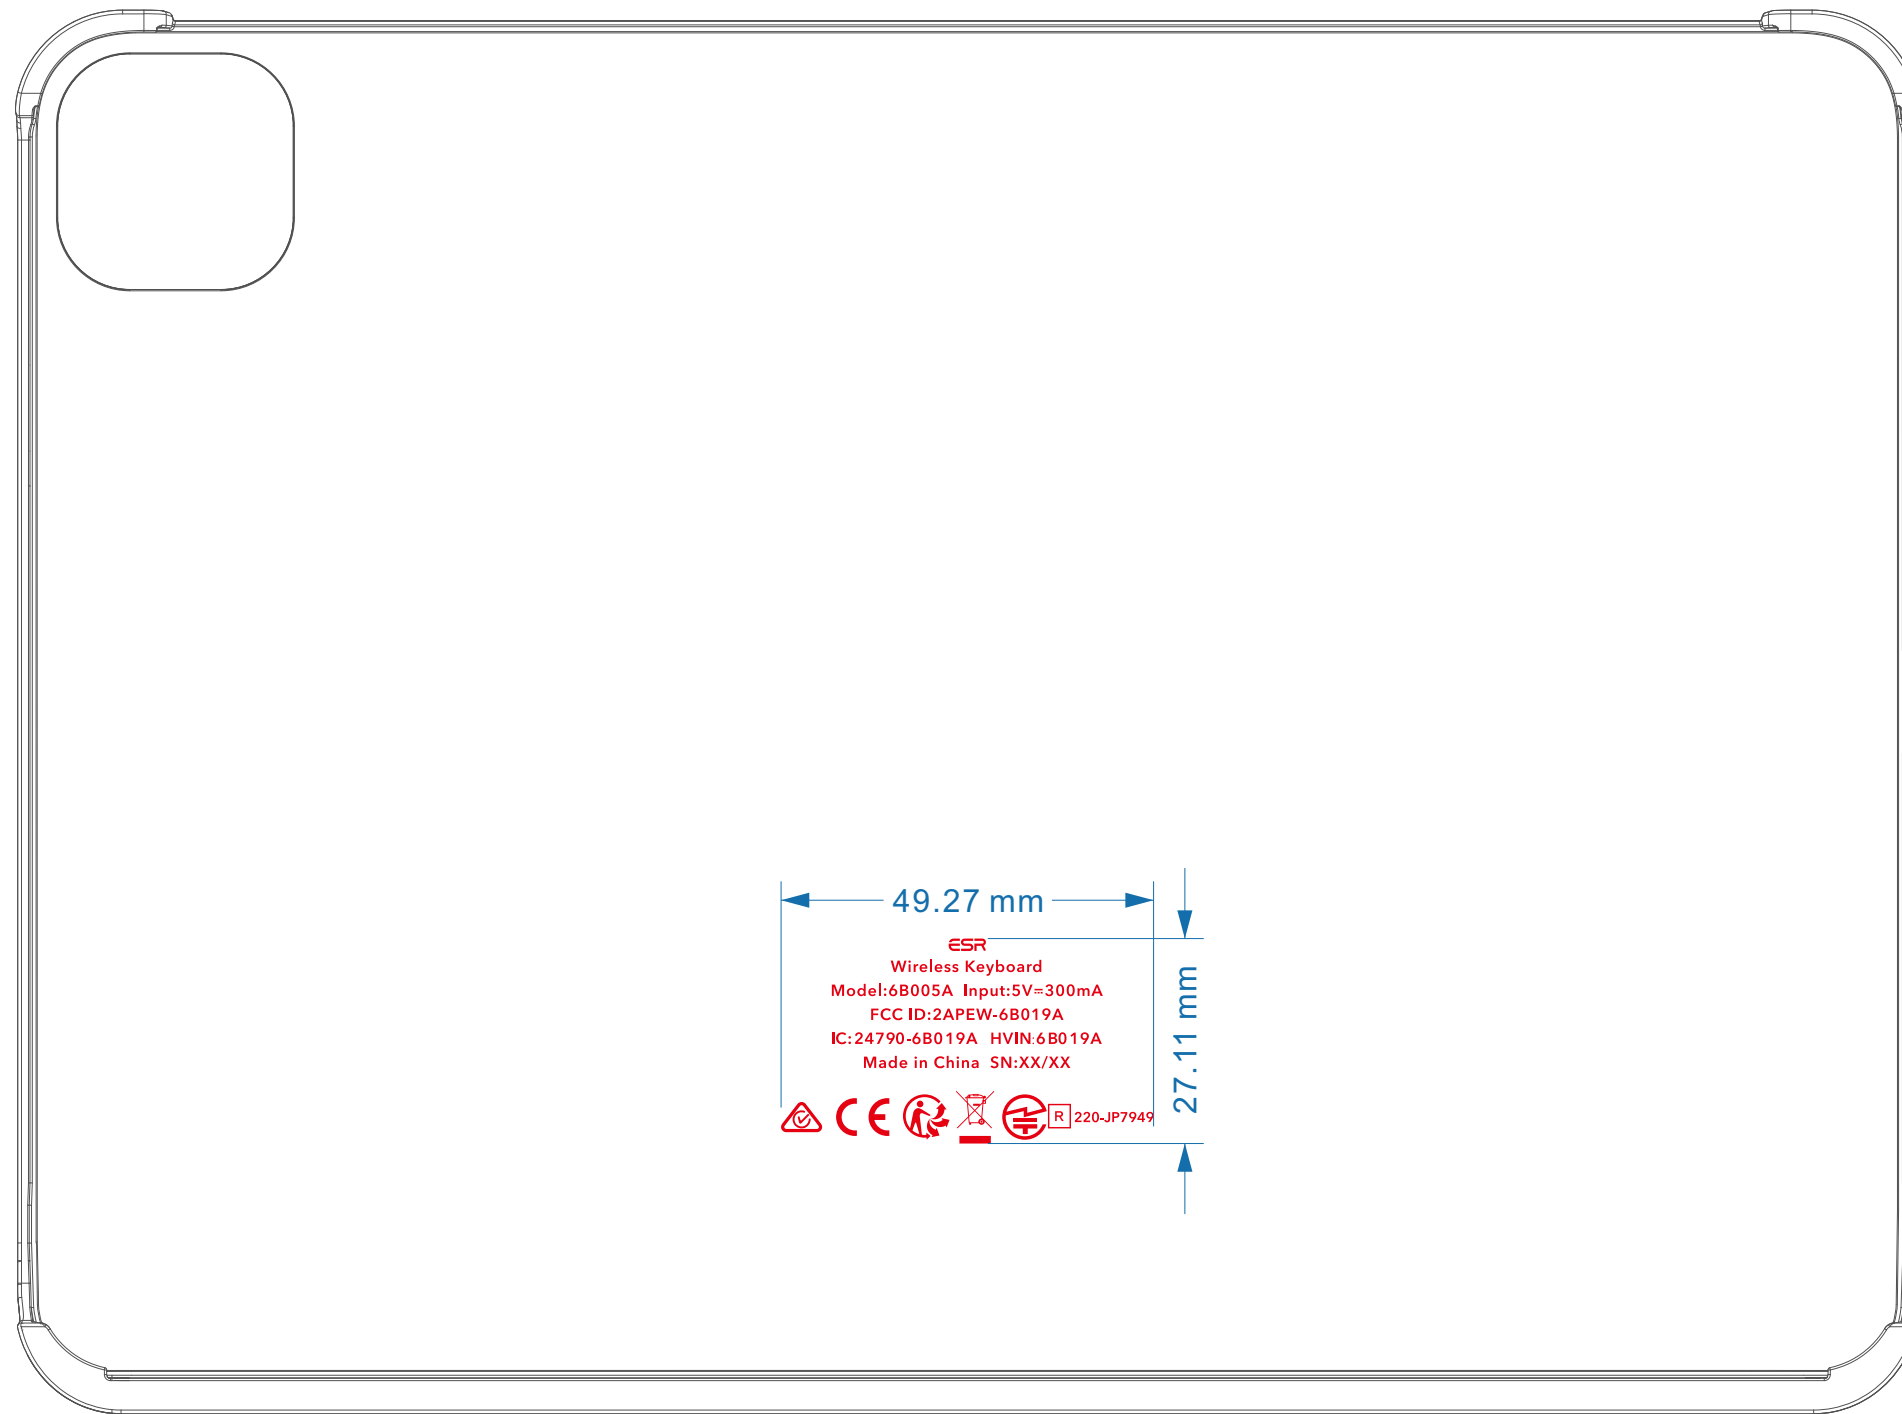 49.27 mm
ESR
Wireless Keyboard
Model:6B005A Input:5V⎓300mA
FCC ID:2APEW-6B019A
IC:24790-6B019A HVIN:6B019A
Made in China SN:XX/XX
27.11 mm
CE
R 220-JP7949